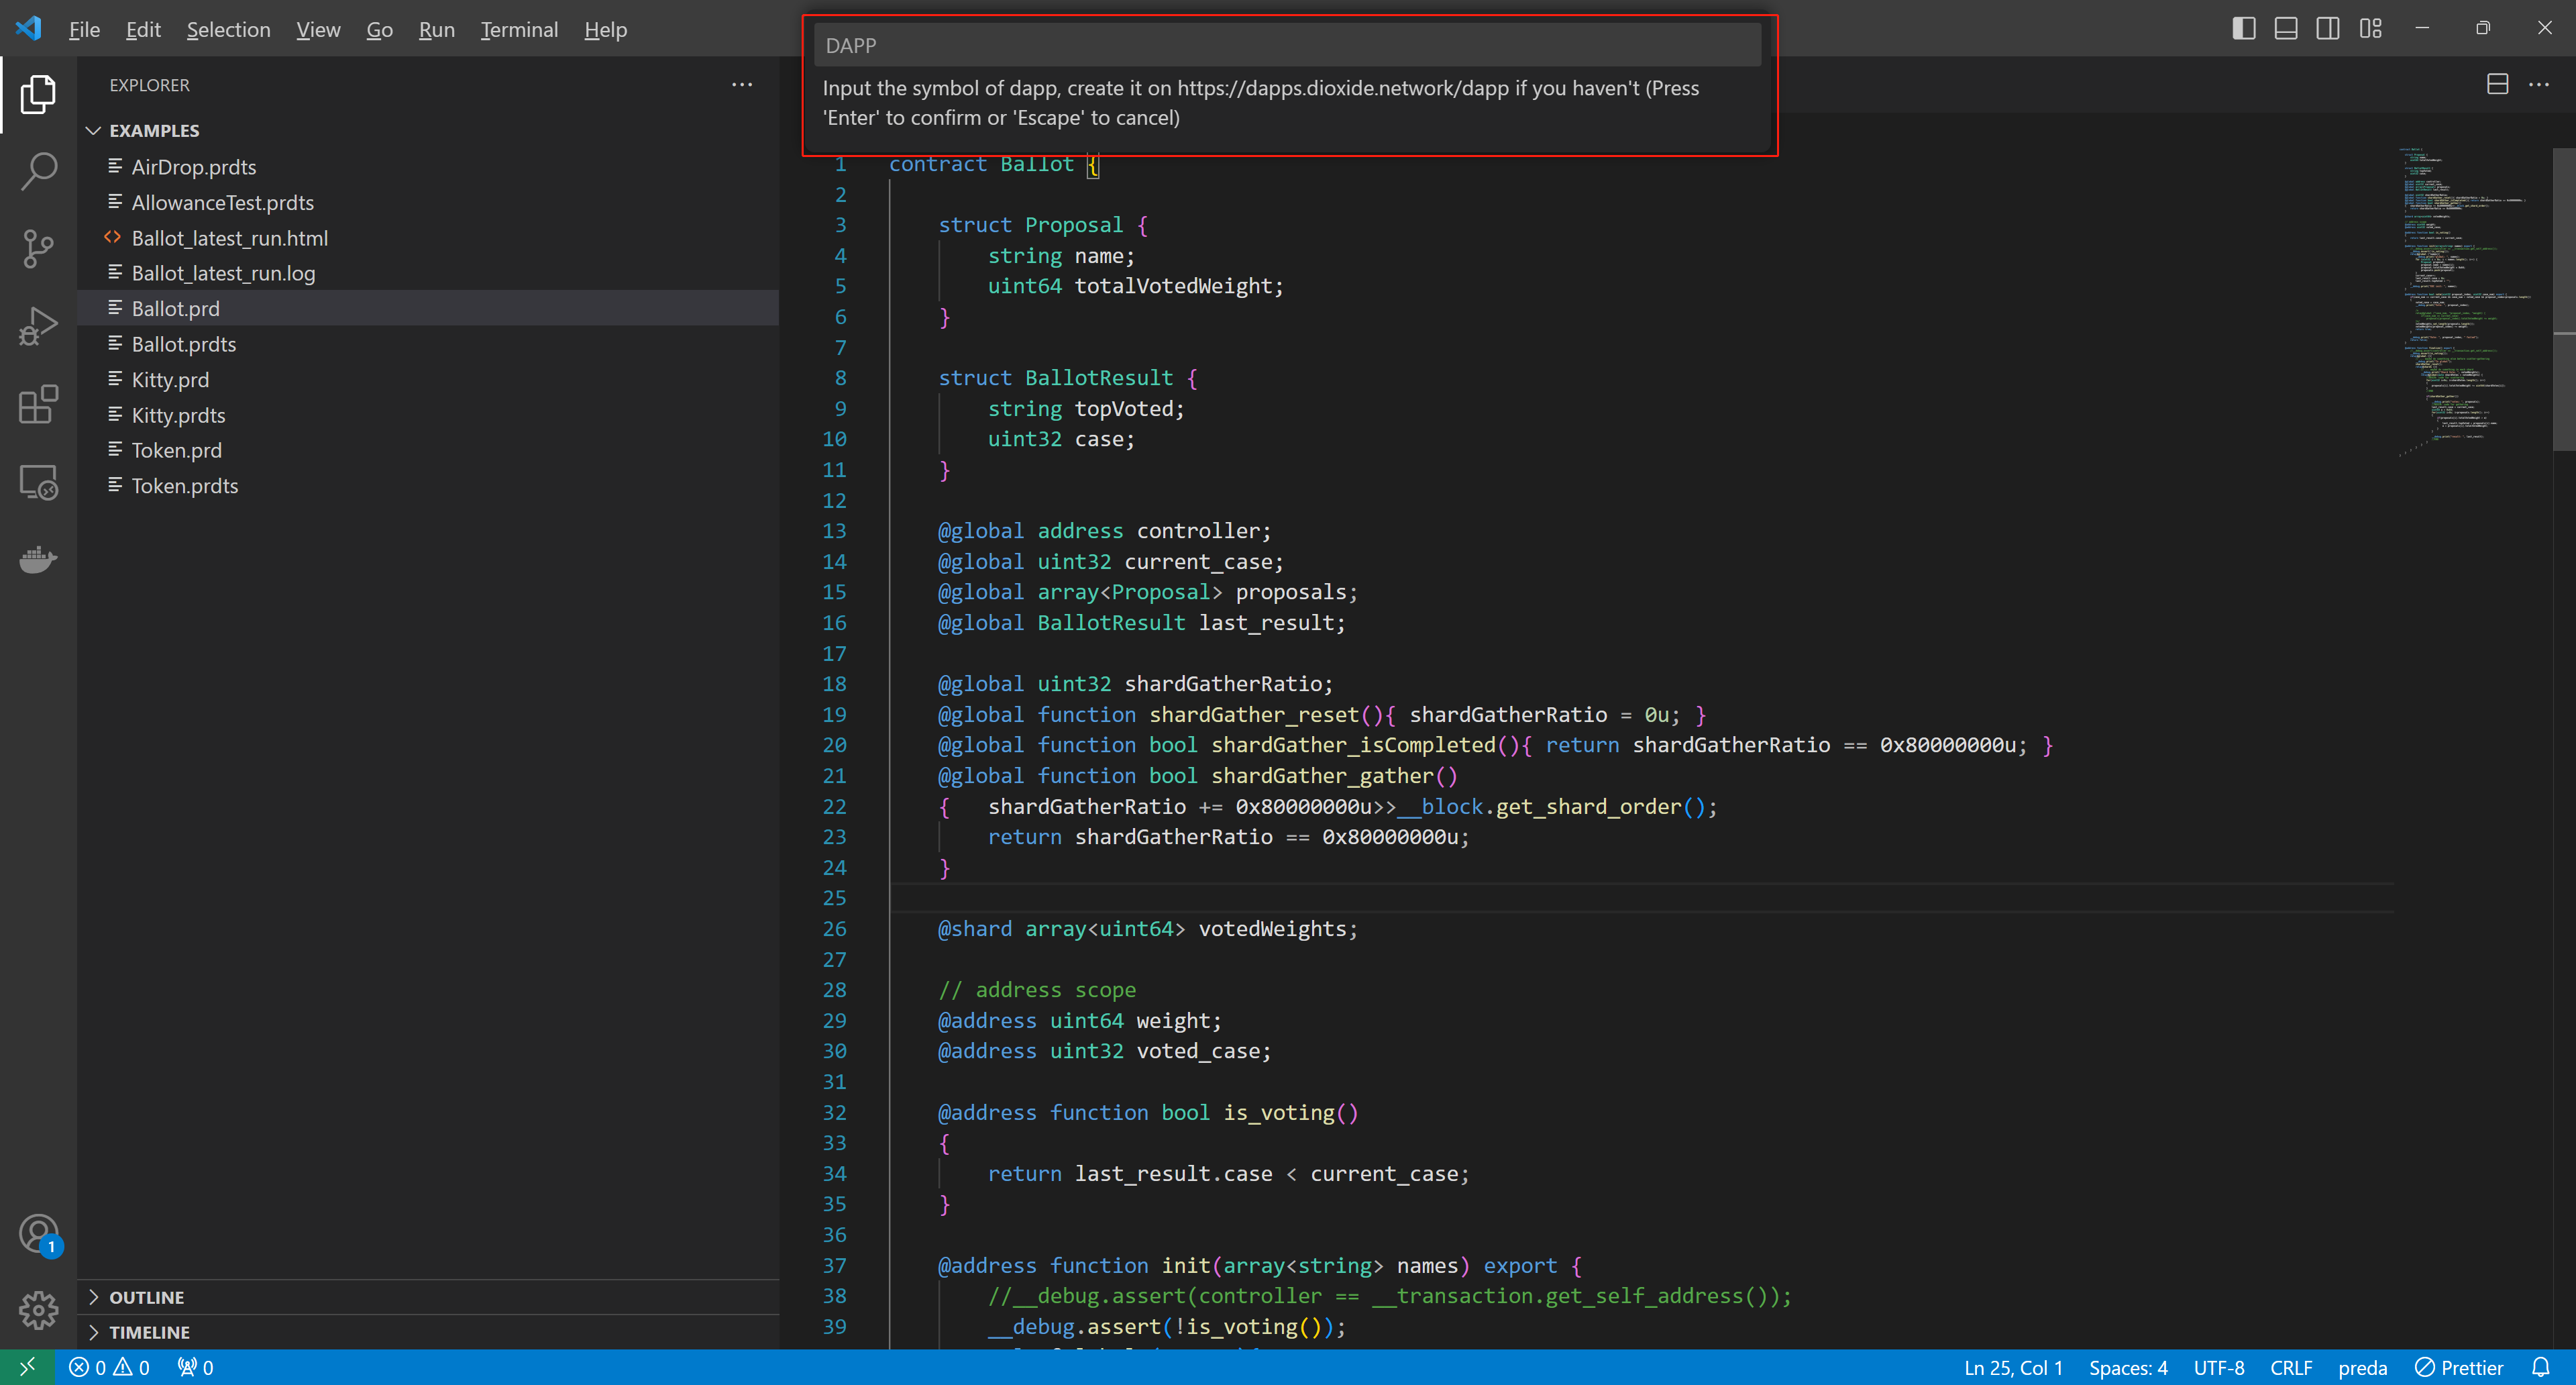 File Edit Selection View Go Run Terminal Help
DAPP
Input the symbol of dapp, create it on https://dapps.dioxide.network/dapp if you haven't (Press
'Enter' to confirm or 'Escape' to cancel)
EXPLORER
EXAMPLES
AirDrop.prdts
AllowanceTest.prdts
Ballot_latest_run.html
Ballot_latest_run.log
Ballot.prd
Ballot.prdts
Kitty.prd
Kitty.prdts
Token.prd
Token.prdts
OUTLINE
TIMELINE
1
1 contract Ballot {
2
3 struct Proposal {
4 string name;
5 uint64 totalVotedWeight;
6 }
7
8 struct BallotResult {
9 string topVoted;
10 uint32 case;
11 }
12
13 @global address controller;
14 @global uint32 current_case;
15 @global array<Proposal> proposals;
16 @global BallotResult last_result;
17
18 @global uint32 shardGatherRatio;
19 @global function shardGather_reset(){ shardGatherRatio = 0u; }
20 @global function bool shardGather_isCompleted(){ return shardGatherRatio == 0x80000000u; }
21 @global function bool shardGather_gather()
22 { shardGatherRatio += 0x80000000u>>__block.get_shard_order();
23 return shardGatherRatio == 0x80000000u;
24 }
25
26 @shard array<uint64> votedWeights;
27
28 // address scope
29 @address uint64 weight;
30 @address uint32 voted_case;
31
32 @address function bool is_voting()
33 {
34 return last_result.case < current_case;
35 }
36
37 @address function init(array<string> names) export {
38 //__debug.assert(controller == __transaction.get_self_address());
39 __debug.assert(!is_voting());
0 0 0
Ln 25, Col 1 Spaces: 4 UTF-8 CRLF preda Prettier